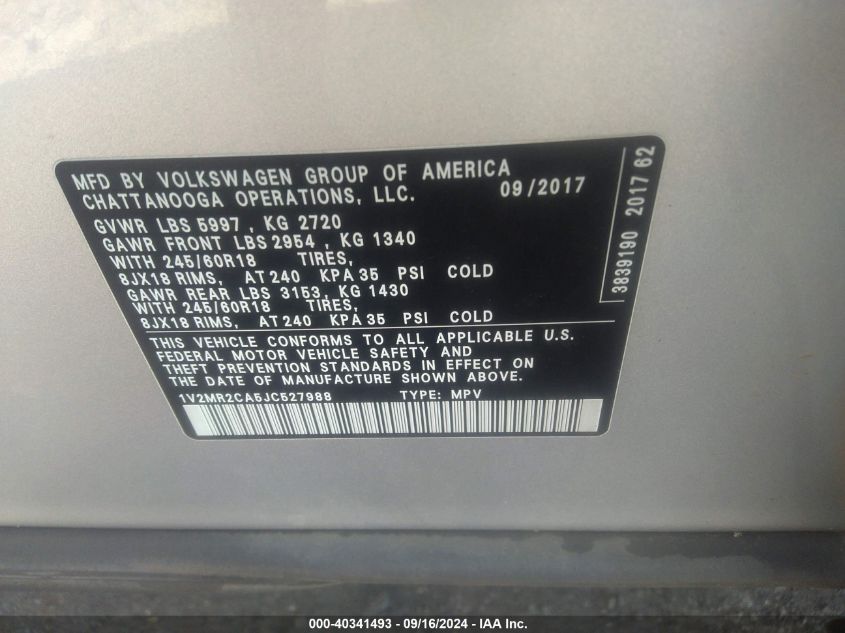 MFD BY VOLKSWAGEN GROUP OF AMERICA
CHATTANOOGA OPERATIONS, LLC. 09/2017
GVWR LBS 5997 , KG 2720
GAWR FRONT LBS 2954 , KG 1340
WITH 245/60R18 TIRES,
8JX18 RIMS, AT 240 KPA 35 PSI COLD
GAWR REAR LBS 3153, KG 1430
WITH 245/60R18 TIRES,
8JX18 RIMS, AT 240 KPA 35 PSI COLD
THIS VEHICLE CONFORMS TO ALL APPLICABLE U.S.
FEDERAL MOTOR VEHICLE SAFETY AND
THEFT PREVENTION STANDARDS IN EFFECT ON
THE DATE OF MANUFACTURE SHOWN ABOVE.
1V2MR2CA5JC527988 TYPE: MPV
3839190 2017 62
000-40341493 - 09/16/2024 - IAA Inc.